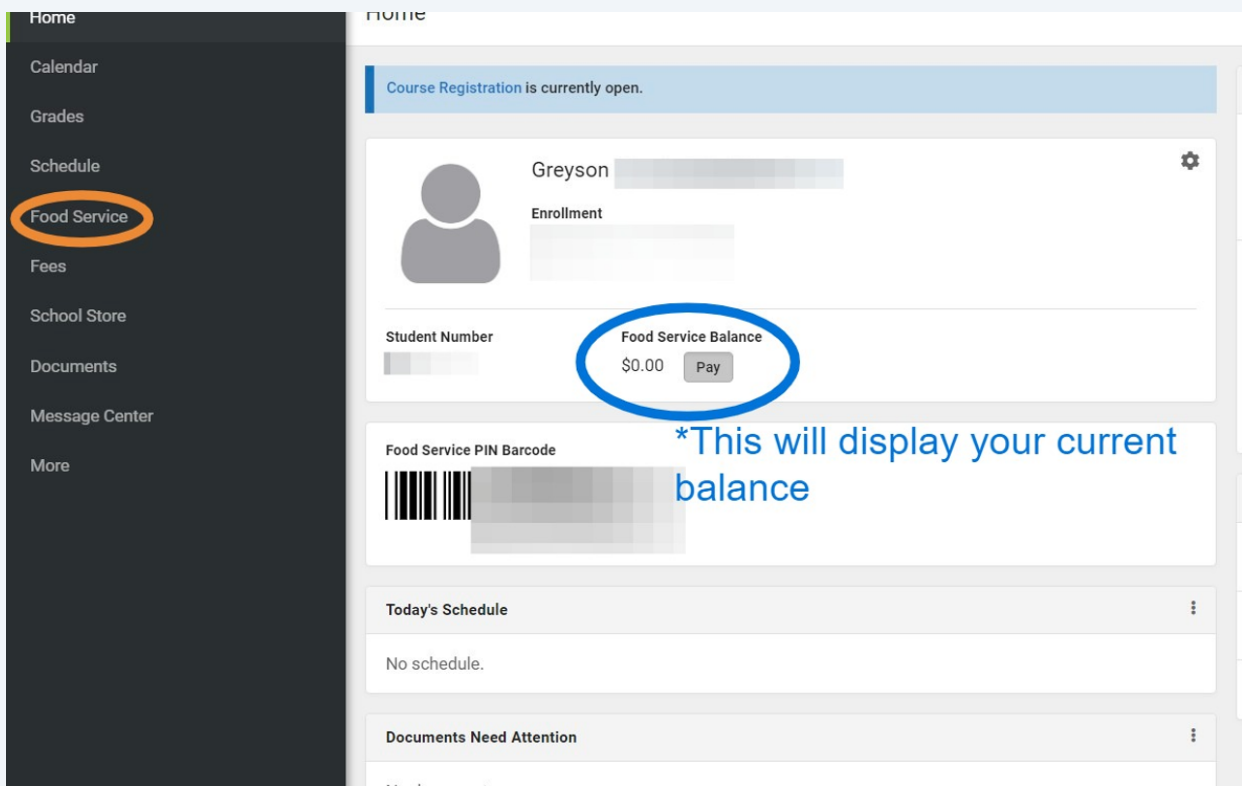 Home
Calendar
Grades
Schedule
Food Service
Fees
School Store
Documents
Message Center
More
Home
Course Registration is currently open.
Greyson
Enrollment
Student Number
Food Service Balance
$0.00 Pay
Food Service PIN Barcode
*This will display your current
balance
Today's Schedule
No schedule.
Documents Need Attention